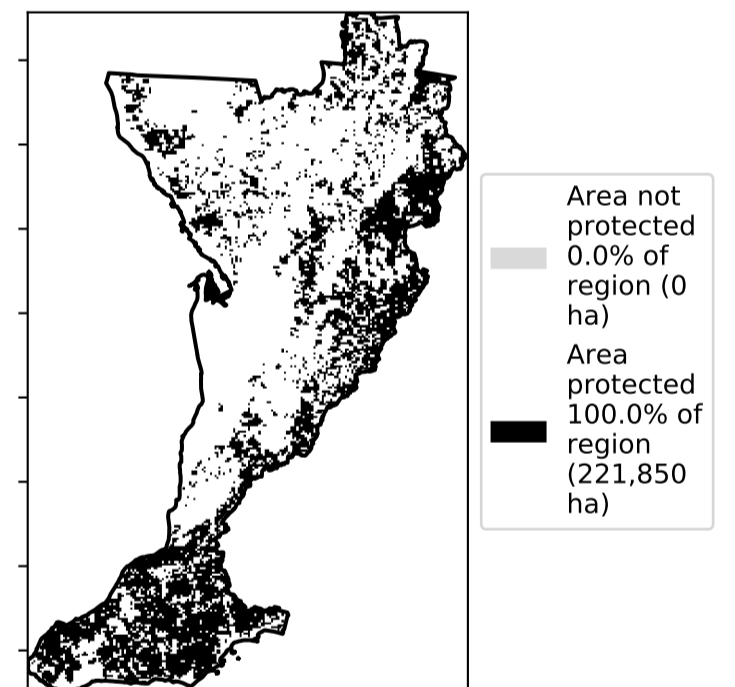 Area not
protected
0.0% of
region (0
ha)
Area
protected
100.0% of
region
(221,850
ha)